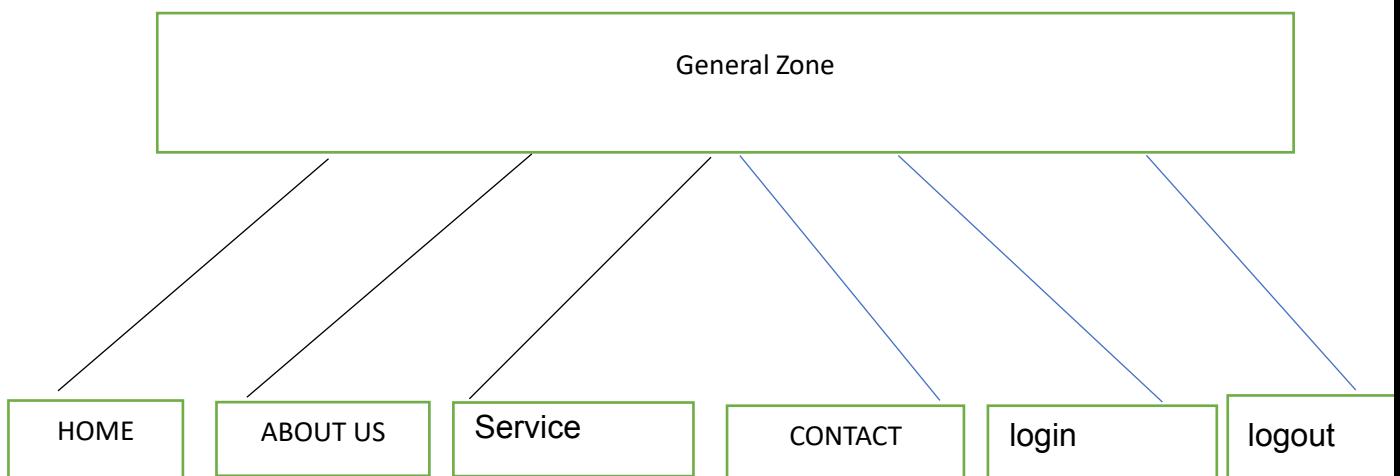 General Zone
HOME
ABOUT US
Service
CONTACT
login
logout